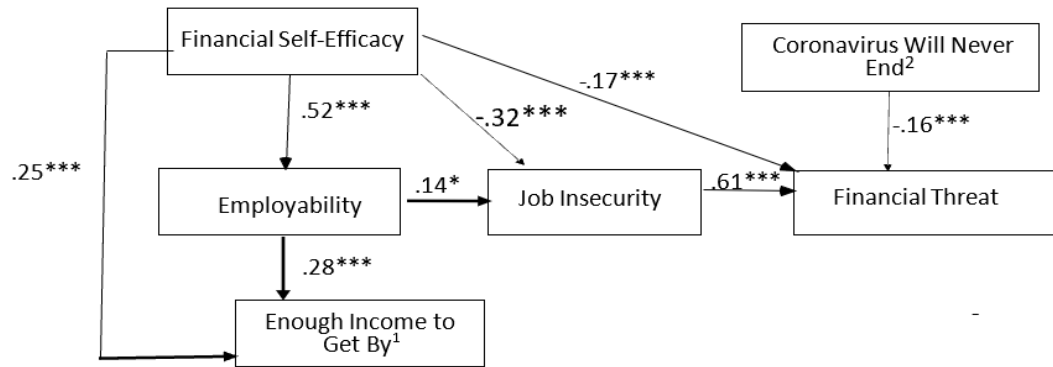 Financial Self-Efficacy
Coronavirus Will Never
End²
-.17***
.52***
-.32***
-.16***
.25***
Employability
.14*
Job Insecurity
.61***
Financial Threat
.28***
Enough Income to
Get By¹
-